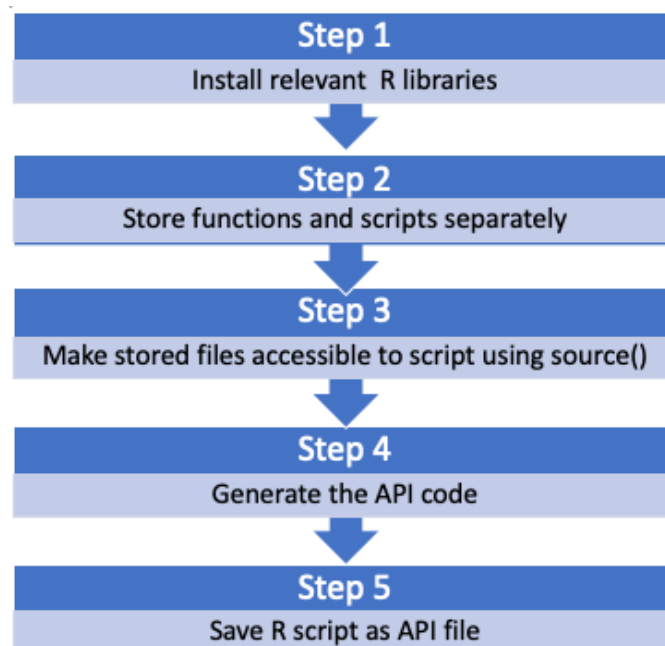 Step 1
Install relevant R libraries
Step 2
Store functions and scripts separately
Step 3
Make stored files accessible to script using source()
Step 4
Generate the API code
Step 5
Save R script as API file